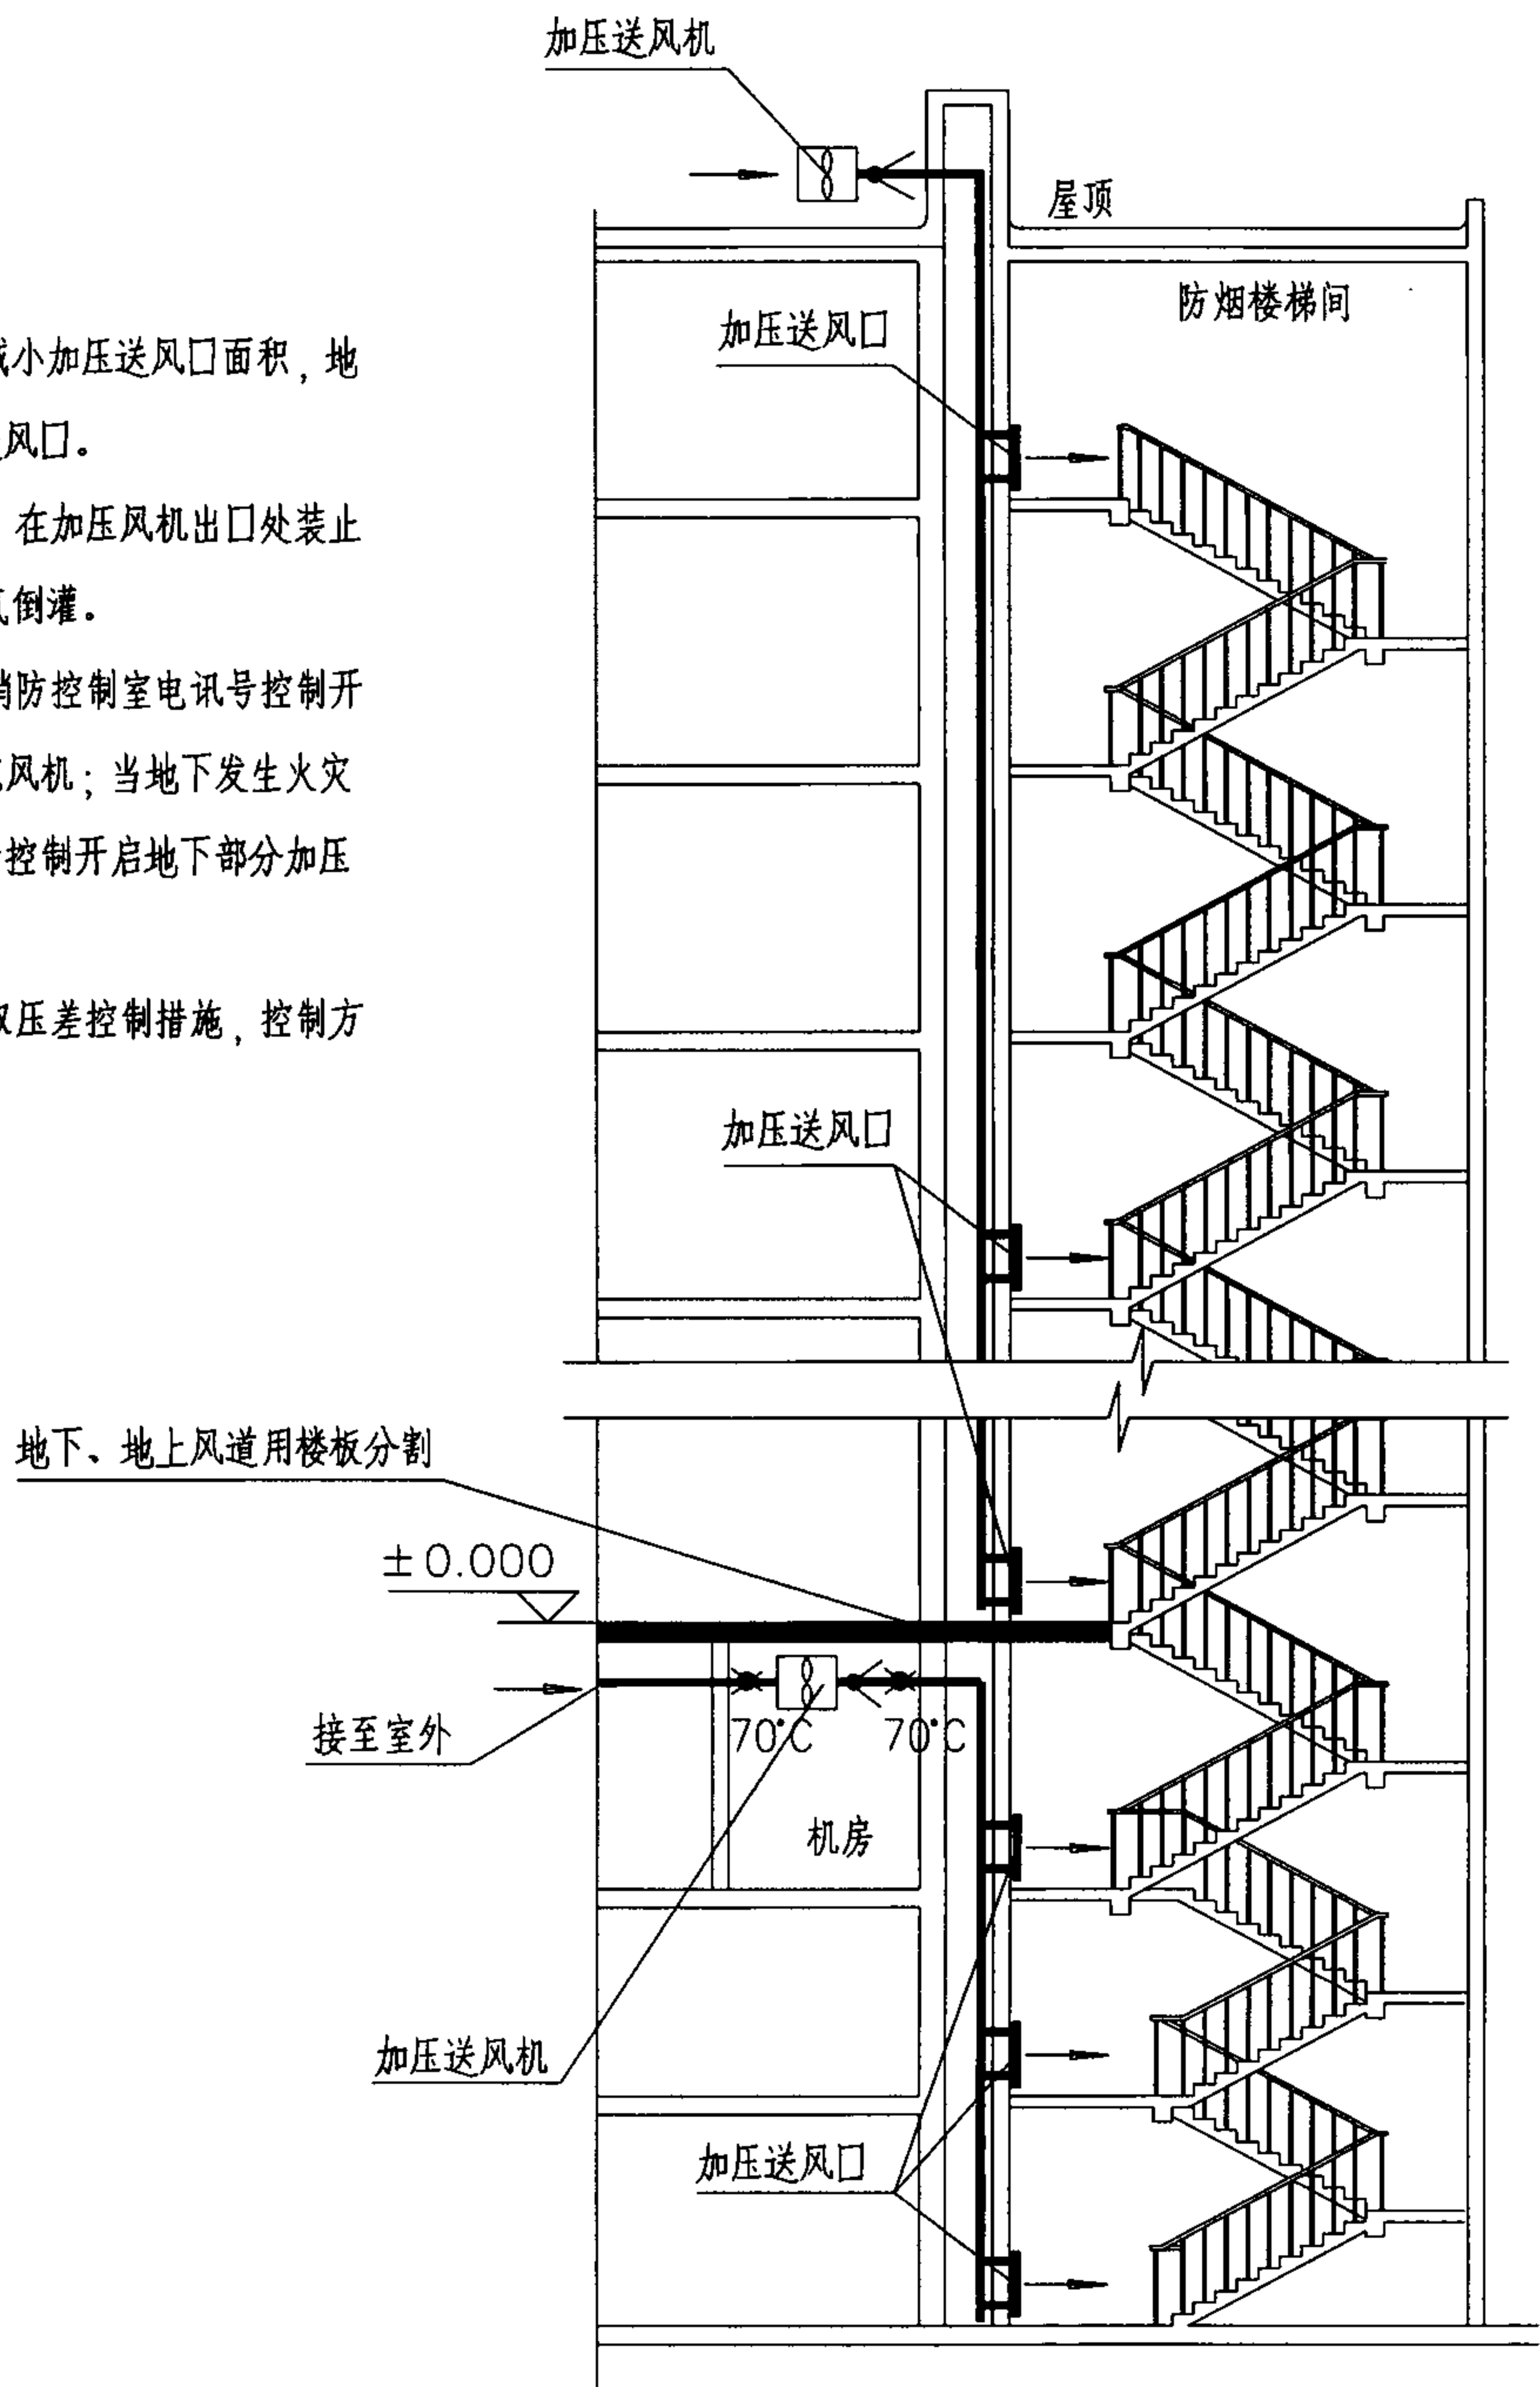 加压送风机
屋顶
防烟楼梯间
加压送风口
减小加压送风口面积，地
风口。
在加压风机出口处装止
倒灌。
消防控制室电讯号控制开
风机；当地下发生火灾
控制开启地下部分加压
压差控制措施，控制方
加压送风口
地下、地上风道用楼板分割
±0.000
接至室外
70°C
70°C
机房
加压送风机
加压送风口